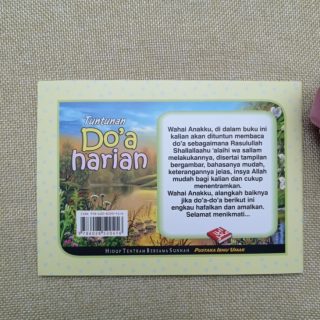 Tuntunan
Do'a
harian
Wahai Anakku, di dalam buku ini
kalian akan dituntun membaca
do'a sebagaimana Rasulullah
Shallallaahu 'alaihi wa sallam
melakukannya, disertai tampilan
bergambar, bahasanya mudah,
keterangannya jelas, insya Allah
mudah bagi kalian dan cukup
menentramkan.
Wahai Anakku, alangkah baiknya
jika do'a-do'a berikut ini
engkau hafalkan dan amalkan.
Selamat menikmati...
Hidup Tentram Bersama Sunnah
Pustaka Ibnu Umar